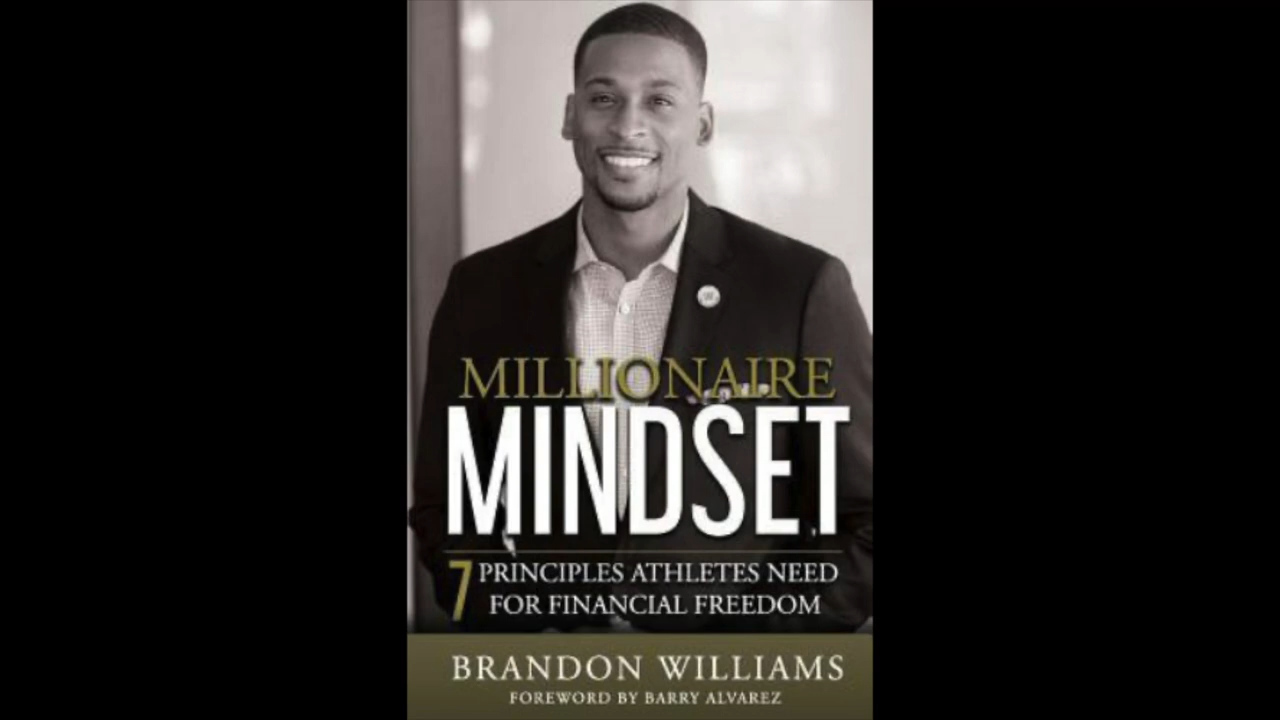 MILLIONAIRE
MINDSET
7 PRINCIPLES ATHLETES NEED
FOR FINANCIAL FREEDOM
BRANDON WILLIAMS
FOREWORD BY BARRY ALVAREZ